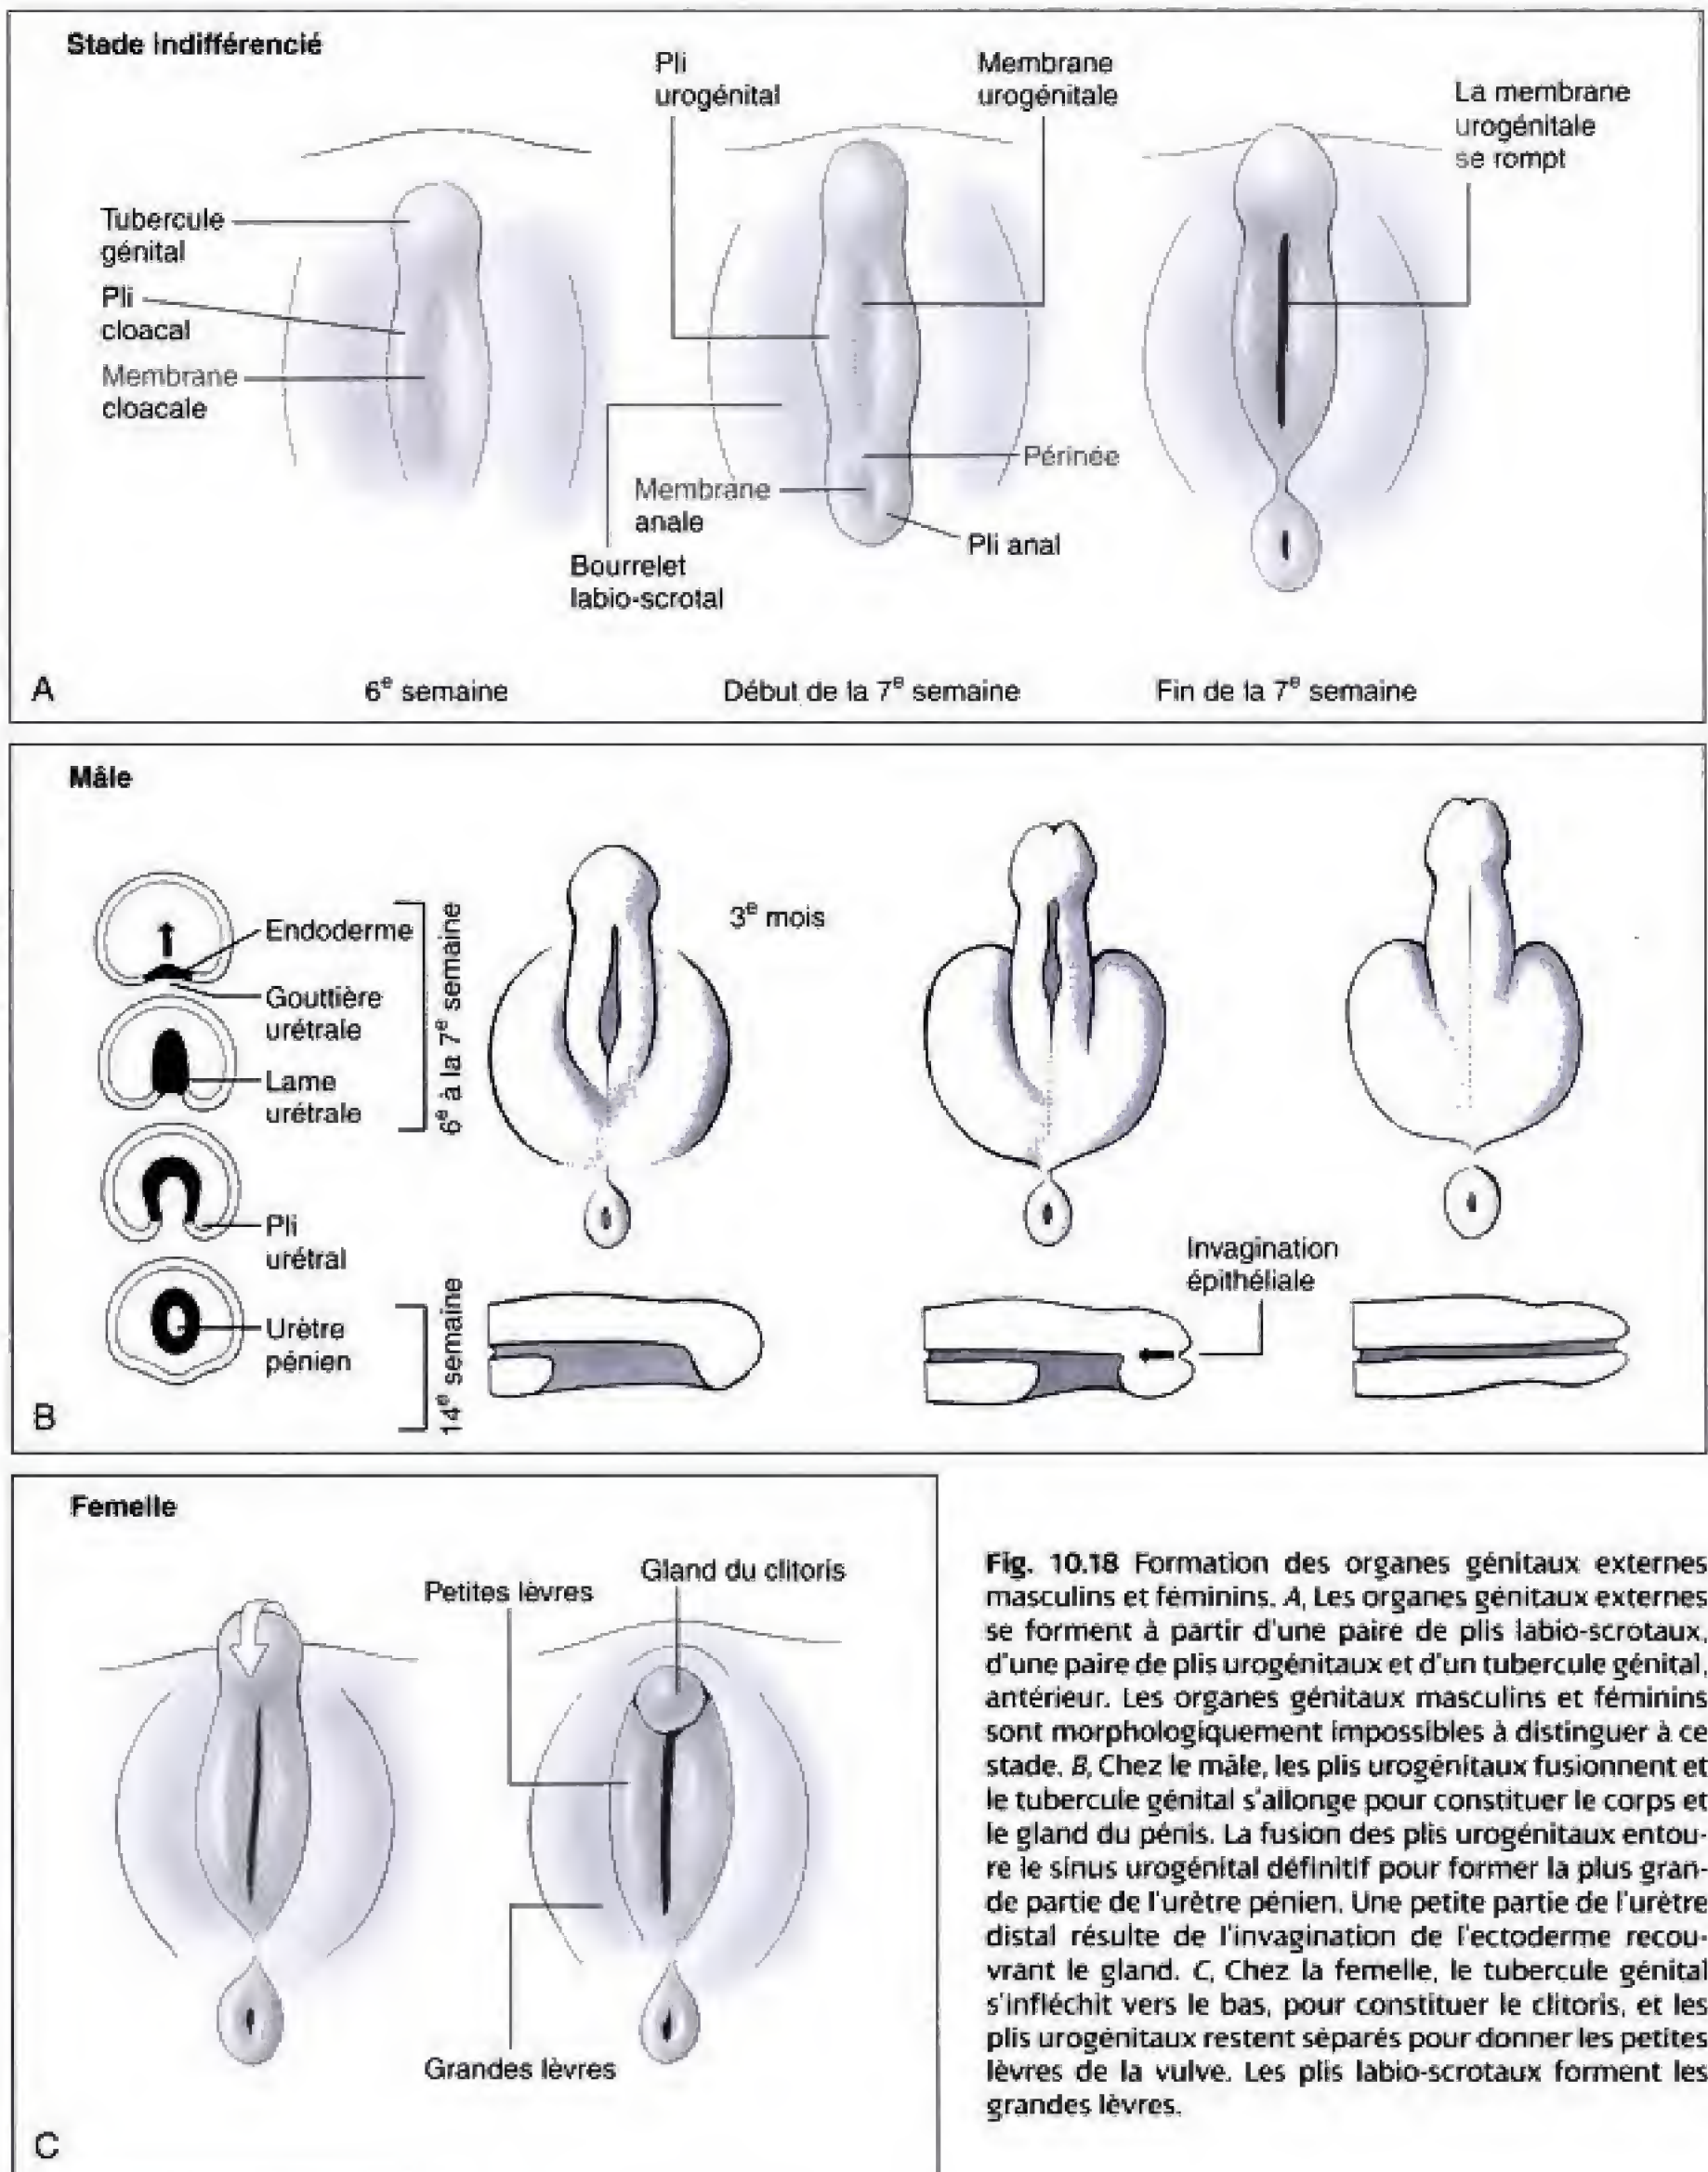 Stade indifférencié
Pli
urogénital
Membrane
urogénitale
La membrane
urogénitale
se rompt
Tubercule
génital
Pli
cloacal
Membrane
cloacale
Périnée
Membrane
anale
Pli anal
Bourrelet
labio-scrotal
A
6e semaine
Début de la 7e semaine
Fin de la 7e semaine
Mâle
Endoderme
Gouttière
urétrale
Lame
urétrale
6e à la 7e semaine
3e mois
Pli
urétral
Urètre
pénien
14e semaine
Invagination
épithéliale
B
Femelle
Petites lèvres
Gland du clitoris
Grandes lèvres
C
Fig. 10.18 Formation des organes génitaux externes
masculins et féminins. A, Les organes génitaux externes
se forment à partir d'une paire de plis labio-scrotaux,
d'une paire de plis urogénitaux et d'un tubercule génital,
antérieur. Les organes génitaux masculins et féminins
sont morphologiquement impossibles à distinguer à ce
stade. B, Chez le mâle, les plis urogénitaux fusionnent et
le tubercule génital s'allonge pour constituer le corps et
le gland du pénis. La fusion des plis urogénitaux entou-
re le sinus urogénital définitif pour former la plus gran-
de partie de l'urètre pénien. Une petite partie de l'urètre
distal résulte de l'invagination de l'ectoderme recou-
vrant le gland. C, Chez la femelle, le tubercule génital
s'infléchit vers le bas, pour constituer le clitoris, et les
plis urogénitaux restent séparés pour donner les petites
lèvres de la vulve. Les plis labio-scrotaux forment les
grandes lèvres.